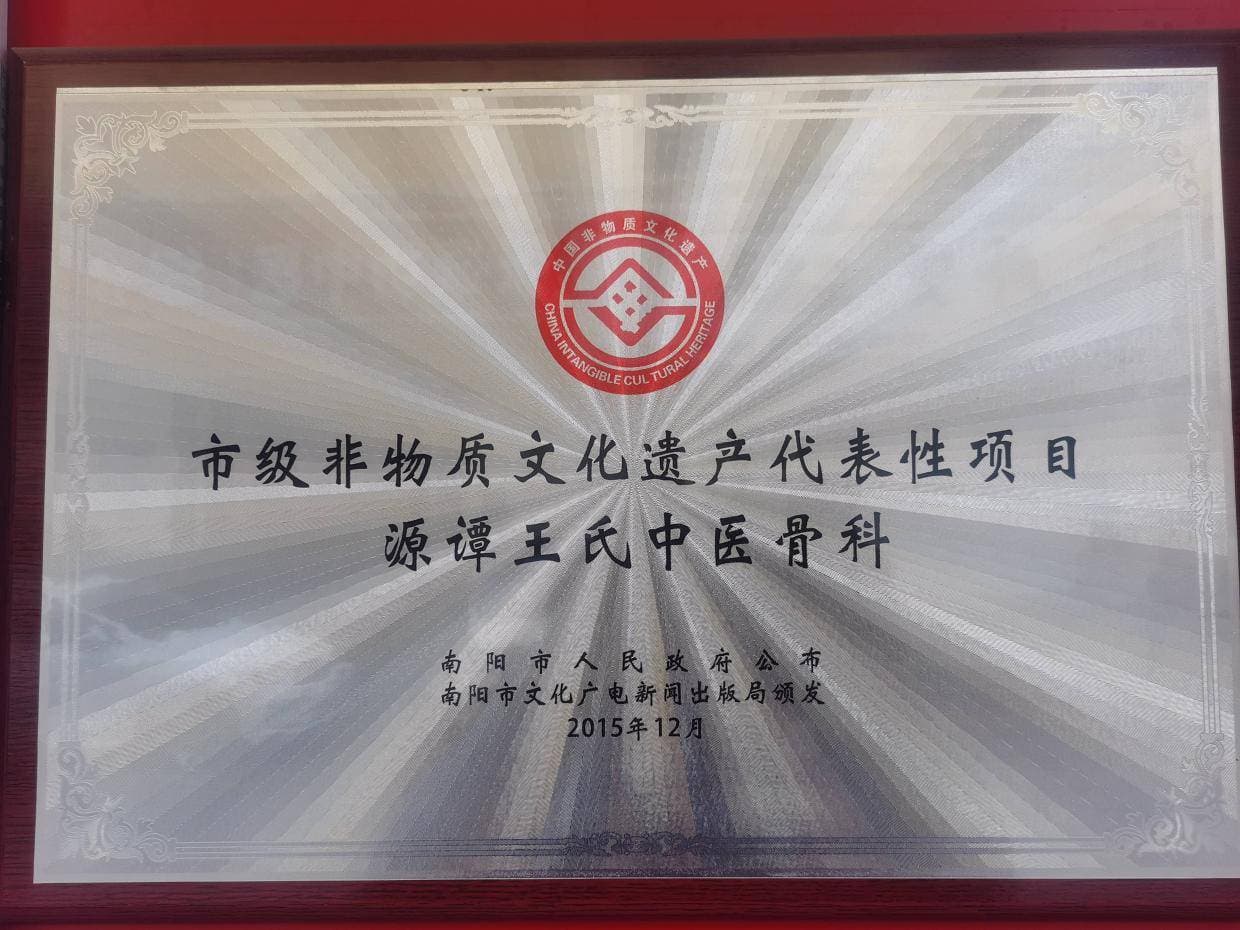 中国非物质文化遗产
CHINA INTANGIBLE CULTURAL HERITAGE
市级非物质文化遗产代表性项目
源谭王氏中医骨科
南阳市人民政府公布
南阳市文化广电新闻出版局颁发
2015年12月